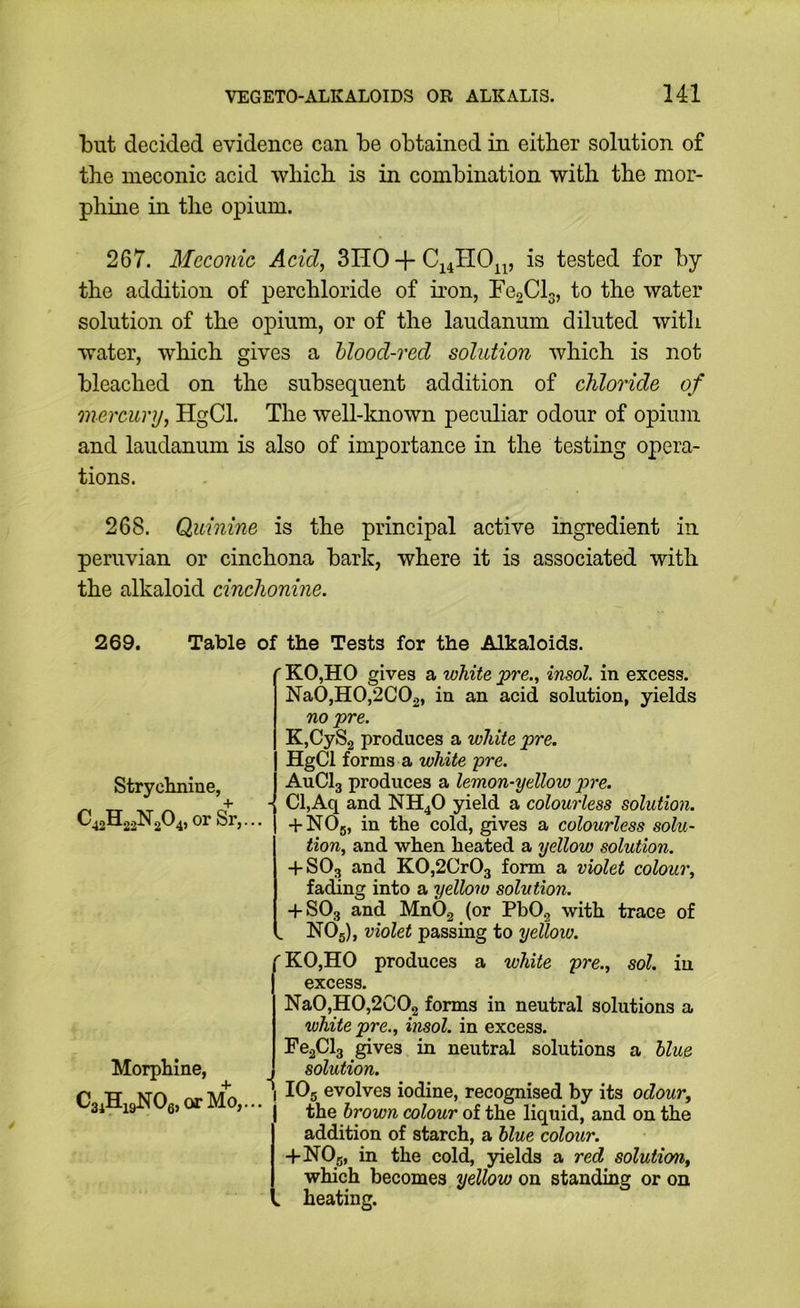 VEGETO-ALKALOIDS OR ALKALIS. 141
but decided evidence can be obtained in either solution of
the meconic acid which is in combination with the mor-
phine in the opium.
267. Meconic Acid, 3HO + C₁₄HO₁₁, is tested for by
the addition of perchloride of iron, Fe₂Cl₃, to the water
solution of the opium, or of the laudanum diluted with
water, which gives a blood-red solution which is not
bleached on the subsequent addition of chloride of
mercury, HgCl. The well-known peculiar odour of opium
and laudanum is also of importance in the testing opera-
tions.
268. Quinine is the principal active ingredient in
peruvian or cinchona bark, where it is associated with
the alkaloid cinchonine.
269. Table of the Tests for the Alkaloids.
Strychnine,
+
C₄₂H₂₂N₂O₄, or Sr,...
KO,HO gives a white pre., insol. in excess.
NaO,HO,2CO₂, in an acid solution, yields
no pre.
K,CyS₂ produces a white pre.
HgCl forms a white pre.
AuCl₃ produces a lemon-yellow pre.
Cl,Aq and NH₄O yield a colourless solution.
+NO₅, in the cold, gives a colourless solu-
tion, and when heated a yellow solution.
+SO₃ and KO,2CrO₃ form a violet colour,
fading into a yellow solution.
+SO₃ and MnO₂ (or PbO₂ with trace of
NO₅), violet passing to yellow.
Morphine,
+
C₃₄H₁₉NO₆, or Mo,...
KO,HO produces a white pre., sol. in
excess.
NaO,HO,2CO₂ forms in neutral solutions a
white pre., insol. in excess.
Fe₂Cl₃ gives in neutral solutions a blue
solution.
IO₅ evolves iodine, recognised by its odour,
the brown colour of the liquid, and on the
addition of starch, a blue colour.
+NO₅, in the cold, yields a red solution,
which becomes yellow on standing or on
heating.